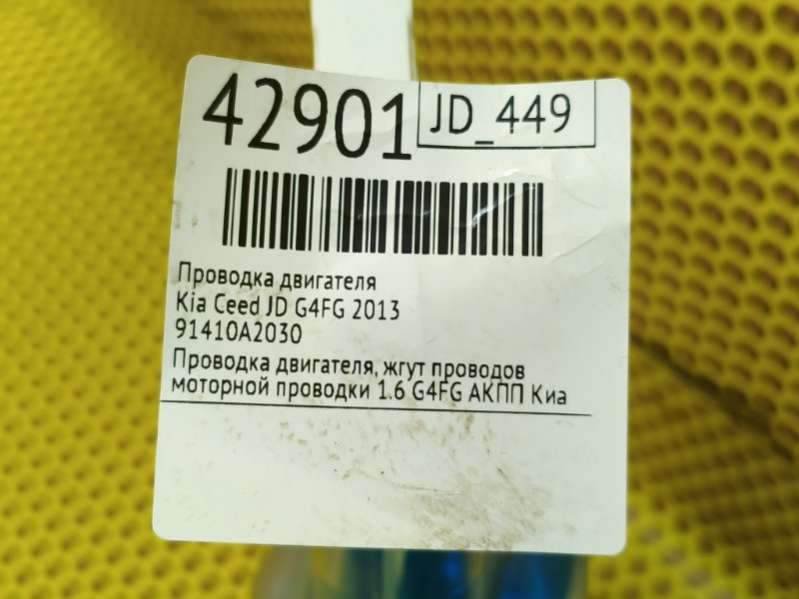 42901 JD_449
Проводка двигателя
Kia Ceed JD G4FG 2013
91410A2030
Проводка двигателя, жгут проводов
моторной проводки 1.6 G4FG АКПП Киа